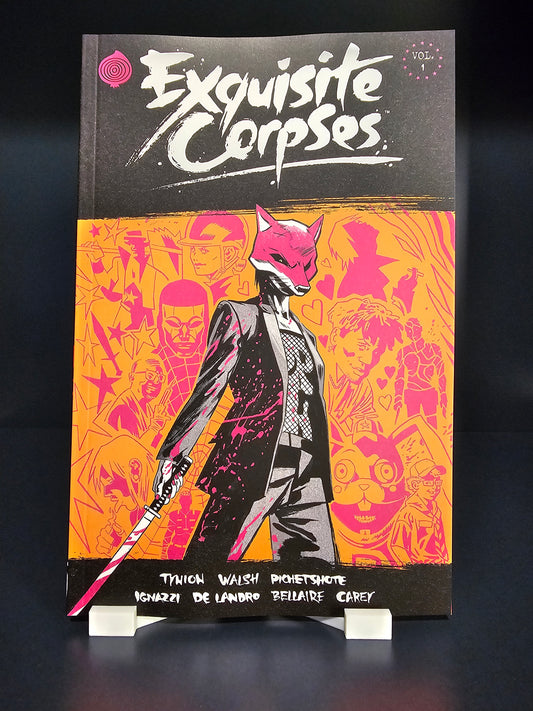 Exquisite
Corpses
VOL.
1
TYNION WALSH PICHETSHOTE
IGNAZZI DE LANDRO BELLAIRE CAREY